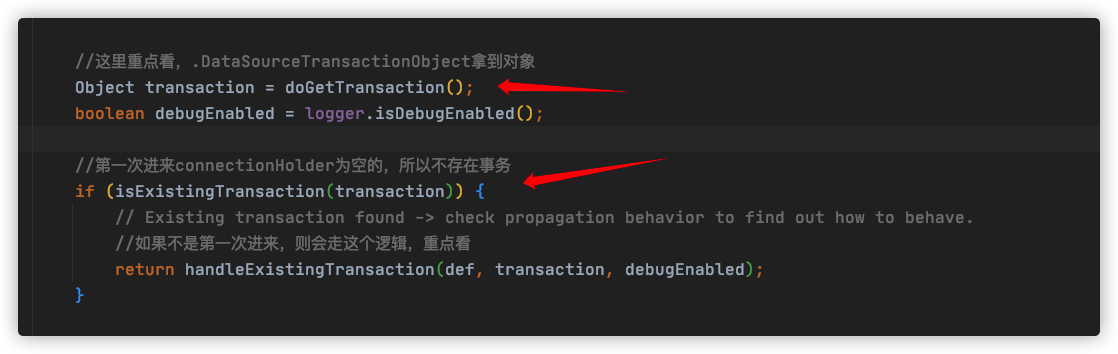 //这里重点看，.DataSourceTransactionObject拿到对象
Object transaction = doGetTransaction();
boolean debugEnabled = logger.isDebugEnabled();
//第一次进来connectionHolder为空的，所以不存在事务
if (isExistingTransaction(transaction)) {
// Existing transaction found -> check propagation behavior to find out how to behave.
//如果不是第一次进来，则会走这个逻辑，重点看
return handleExistingTransaction(def, transaction, debugEnabled);
}